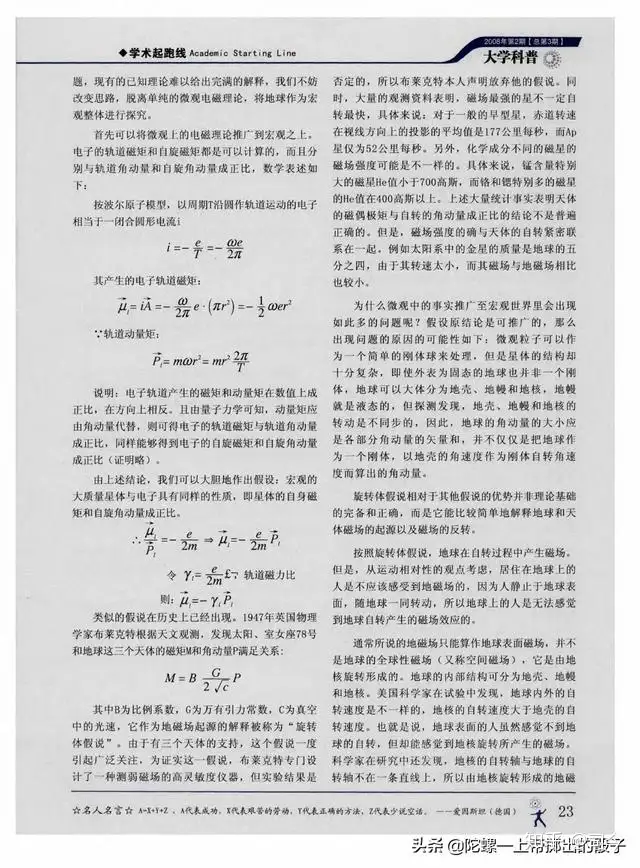 ◆学术起跑线 Academic Starting Line
2008年第2期【总第3期】
大学科普
题，现有的已知理论难以给出完满的解释，我们不妨
改变思路，脱离单纯的微观电磁理论，将地球作为宏
观整体进行探究。
首先可以将微观上的电磁理论推广到宏观之上。
电子的轨道磁矩和自旋磁矩都是可以计算的，而且分
别与轨道角动量和自旋角动量成正比，数学表述如
下：
按波尔原子模型，以周期T沿圆作轨道运动的电子
相当于一闭合圆形电流i
i=-e/T=-ωe/2π
其产生的电子轨道磁矩：
μ⃗ₗ=iA⃗=-ω/2π e·(πr²)=-1/2 ωer²
∵轨道动量矩：
P⃗ₗ=mωr²=mr² 2π/T
说明：电子轨道产生的磁矩和动量矩在数值上成
正比，在方向上相反。且由量子力学可知，动量矩应
由角动量代替，则可得电子的轨道磁矩与轨道角动量
成正比，同样能够得到电子的自旋磁矩和自旋角动量
成正比（证明略）。
由上述结论，我们可以大胆地作出假设：宏观的
大质量星体与电子具有同样的性质，即星体的自身磁
矩和自旋角动量成正比。
∴μ⃗ₗ/P⃗ₗ=-e/2m⇒μ⃗ₗ=-e/2m P⃗ₗ
令 γₗ=e/2m 轨道磁力比
则：μ⃗ₗ=-γₗP⃗ₗ
类似的假说在历史上已经出现。1947年英国物理
学家布莱克特根据天文观测，发现太阳、室女座78号
和地球这三个天体的磁矩M和角动量P满足关系：
M=B G/2√c P
其中B为比例系数，G为万有引力常数，C为真空
中的光速，它作为地磁场起源的解释被称为“旋转
体假说”。由于有三个天体的支持，这个假说一度
引起广泛关注，为证实这一假说，布莱克特专门设
计了一种测弱磁场的高灵敏度仪器，但实验结果是
否定的，所以布莱克特本人声明放弃他的假说。同
时，大量的观测资料表明，磁场最强的星不一定自
转最快，具体来说：对于一般的早型星，赤道转速
在视线方向上的投影的平均值是177公里每秒，而Ap
星仅为52公里每秒。另外，化学成分不同的磁星的
磁场强度可能是不一样的。具体来说，锰含量特别
大的磁星He值小于700高斯，而铬和锶特别多的磁星
的He值在400高斯以上。上述大量统计事实表明天体
的磁偶极矩与自转的角动量成正比的结论不是普遍
正确的。但是，磁场强度的确与天体的自转紧密联
系在一起。例如太阳系中的金星的质量是地球的五
分之四，由于其转速太小，而其磁场与地磁场相比
也较小。
为什么微观中的事实推广至宏观世界里会出现
如此多的问题呢？假设原结论是可推广的，那么
出现问题的原因的可能性如下：微观粒子可以作
为一个简单的刚体球来处理，但是星体的结构却
十分复杂，即使外表为固态的地球也并非一个刚
体，地球可以大体分为地壳、地幔和地核，地幔
就是液态的，但探测发现，地壳、地幔和地核的
转动是不同步的，因此，地球的角动量的大小应
是各部分角动量的矢量和，并不仅仅是把地球作
为一个刚体，以地壳的角速度作为刚体自转角速
度而算出的角动量。
旋转体假说相对于其他假说的优势并非理论基础
的完备和正确，而是它能比较简单地解释地球和天
体磁场的起源以及磁场的反转。
按照旋转体假说，地球在自转过程中产生磁场。
但是，从运动相对性的观点考虑，居住在地球上的
人是不应该感受到地磁场的，因为人静止于地球表
面，随地球一同转动，所以地球上的人是无法感觉
到地球自转产生的磁场效应的。
通常所说的地磁场只能算作地球表面磁场，并不
是地球的全球性磁场（又称空间磁场），它是由地
核旋转形成的。地球的内部结构可分为地壳、地幔
和地核。美国科学家在试验中发现，地球内外的自
转速度是不一样的，地核的自转速度大于地壳的自
转速度。也就是说，地球表面的人虽然感觉不到地
球的自转，但却能感觉到地核旋转所产生的磁场。
科学家在研究中还发现，地核的自转轴与地球的自
转轴不在一条直线上，所以由地核旋转形成的地磁
☆名人名言☆ A=X+Y+Z，A代表成功，X代表艰苦的劳动，Y代表正确的方法，Z代表少说空话。——爱因斯坦（德国）
23
头条 @陀螺—上帝掷出的骰子